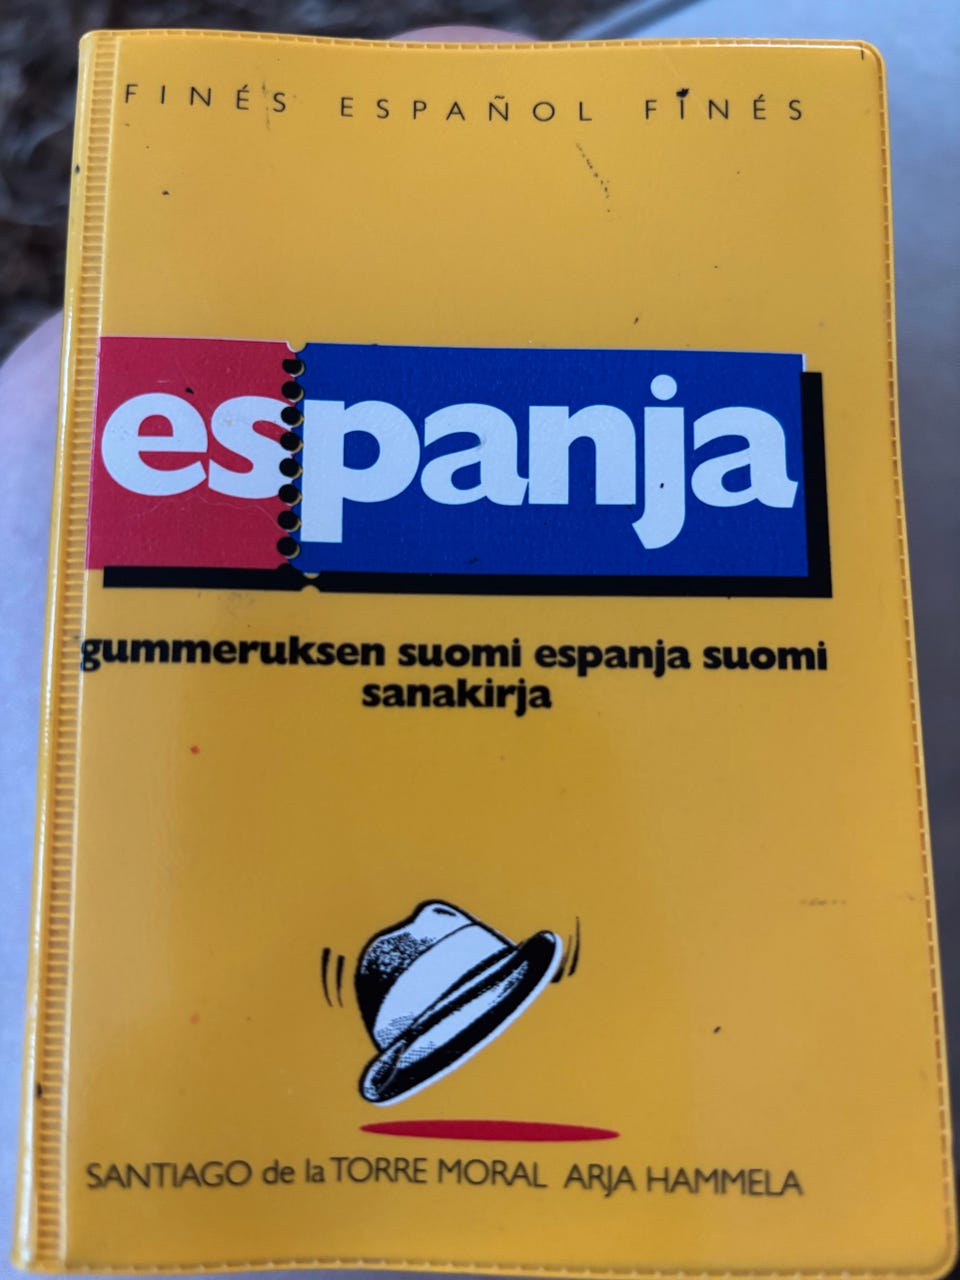 FINÉS ESPAÑOL FINÉS
espanja
gummeruksen suomi espanja suomi
sanakirja
SANTIAGO de la TORRE MORAL ARJA HAMMELA